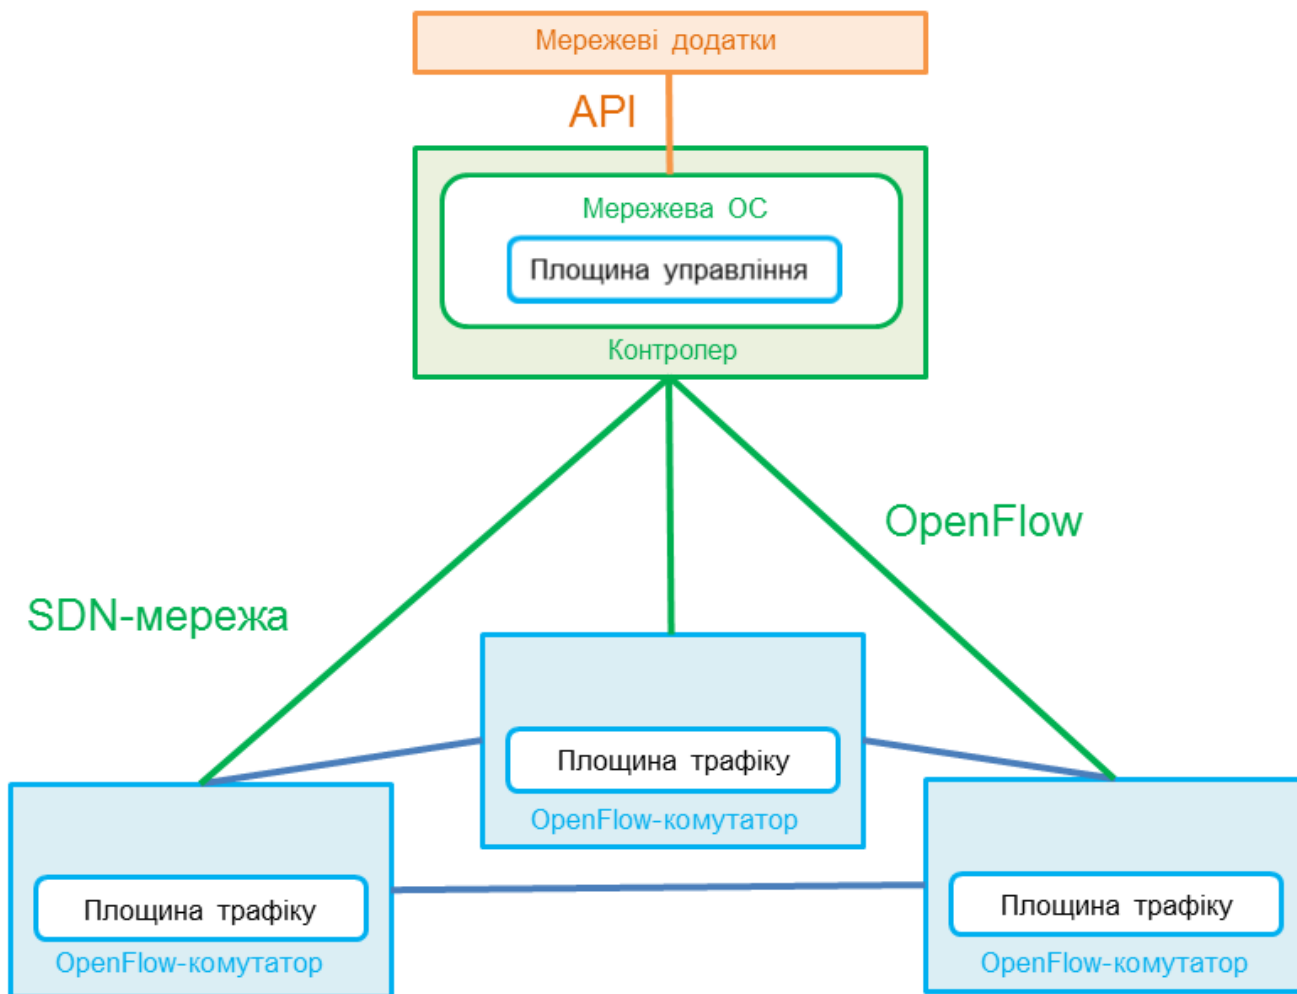 Мережеві додатки
API
Мережева ОС
Площина управління
Контролер
OpenFlow
SDN-мережа
Площина трафіку
OpenFlow-комутатор
Площина трафіку
OpenFlow-комутатор
Площина трафіку
OpenFlow-комутатор